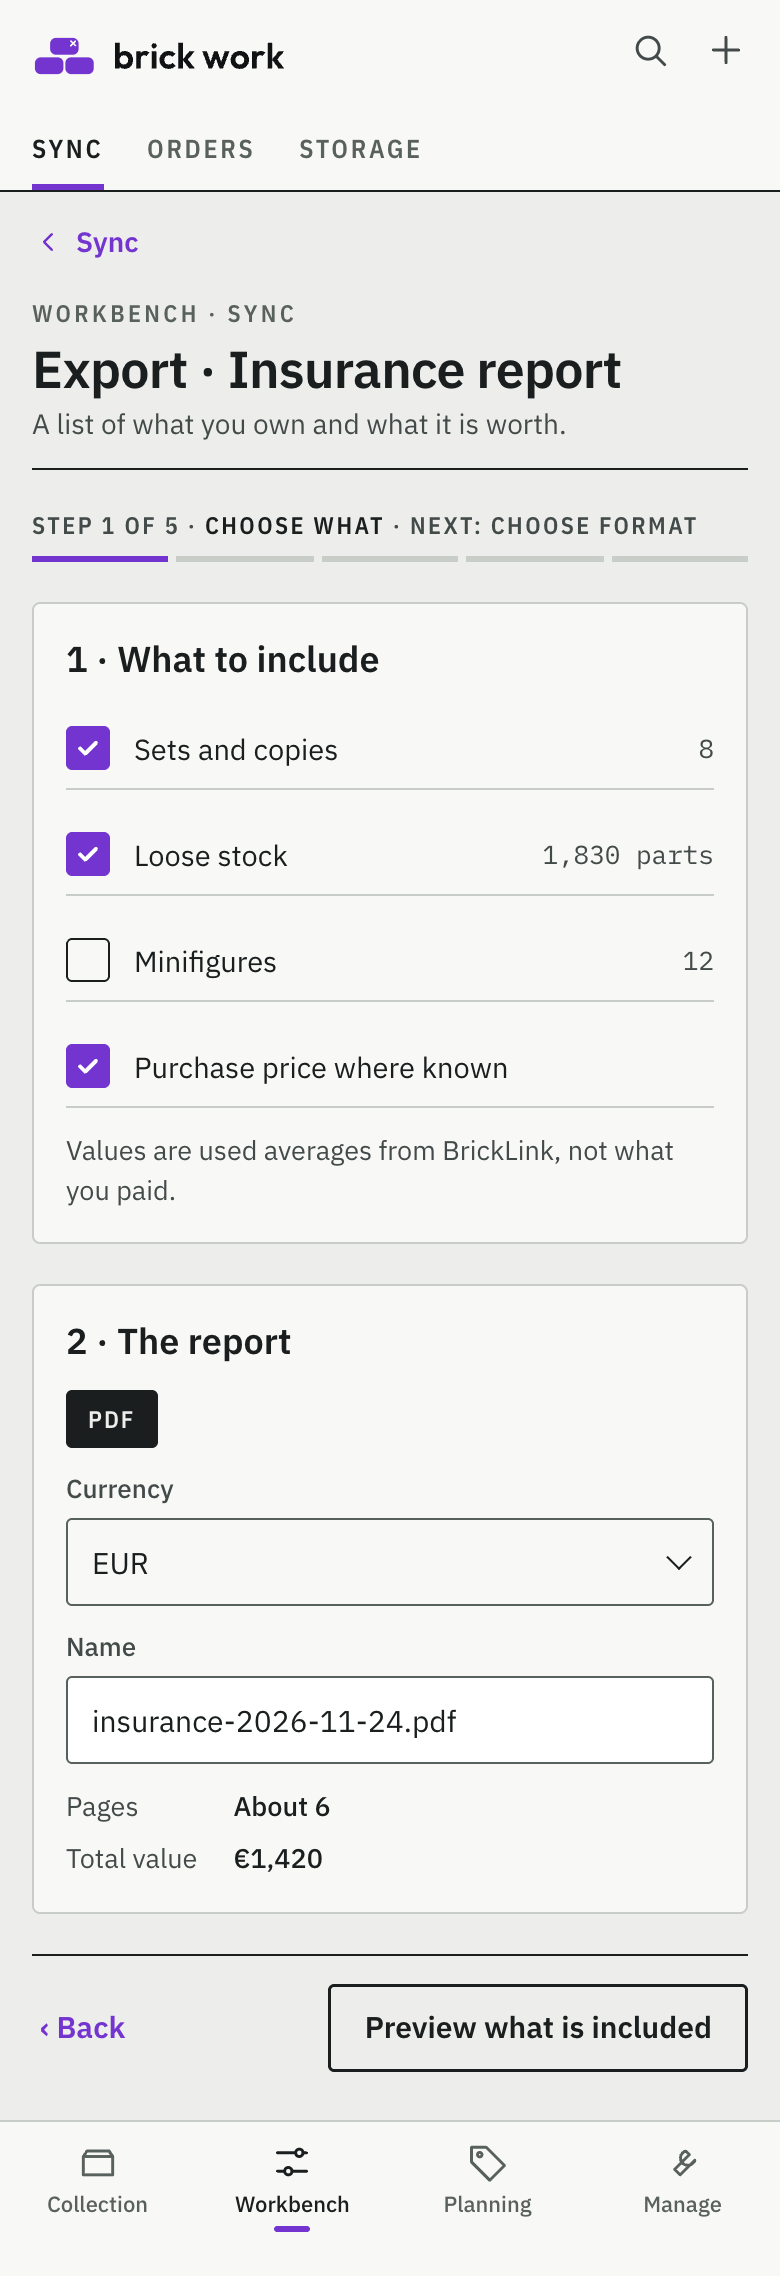 brick work
SYNC ORDERS STORAGE
Sync
WORKBENCH · SYNC
Export · Insurance report
A list of what you own and what it is worth.
STEP 1 OF 5 · CHOOSE WHAT · NEXT: CHOOSE FORMAT
1 · What to include
Sets and copies 8
Loose stock 1,830 parts
Minifigures 12
Purchase price where known
Values are used averages from BrickLink, not what
you paid.
2 · The report
PDF
Currency
EUR
Name
insurance-2026-11-24.pdf
Pages About 6
Total value €1,420
‹ Back Preview what is included
Collection Workbench Planning Manage